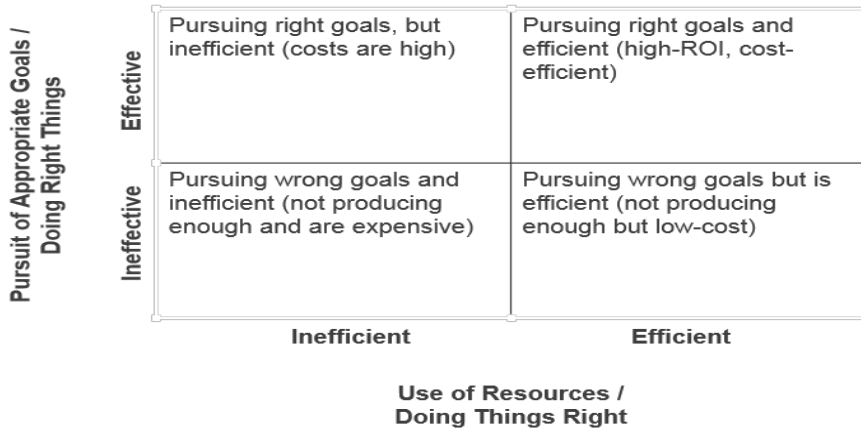 Pursuit of Appropriate Goals /
Doing Right Things
Effective
Pursuing right goals, but
inefficient (costs are high)
Pursuing right goals and
efficient (high-ROI, cost-
efficient)
Ineffective
Pursuing wrong goals and
inefficient (not producing
enough and are expensive)
Pursuing wrong goals but is
efficient (not producing
enough but low-cost)
Inefficient
Efficient
Use of Resources /
Doing Things Right